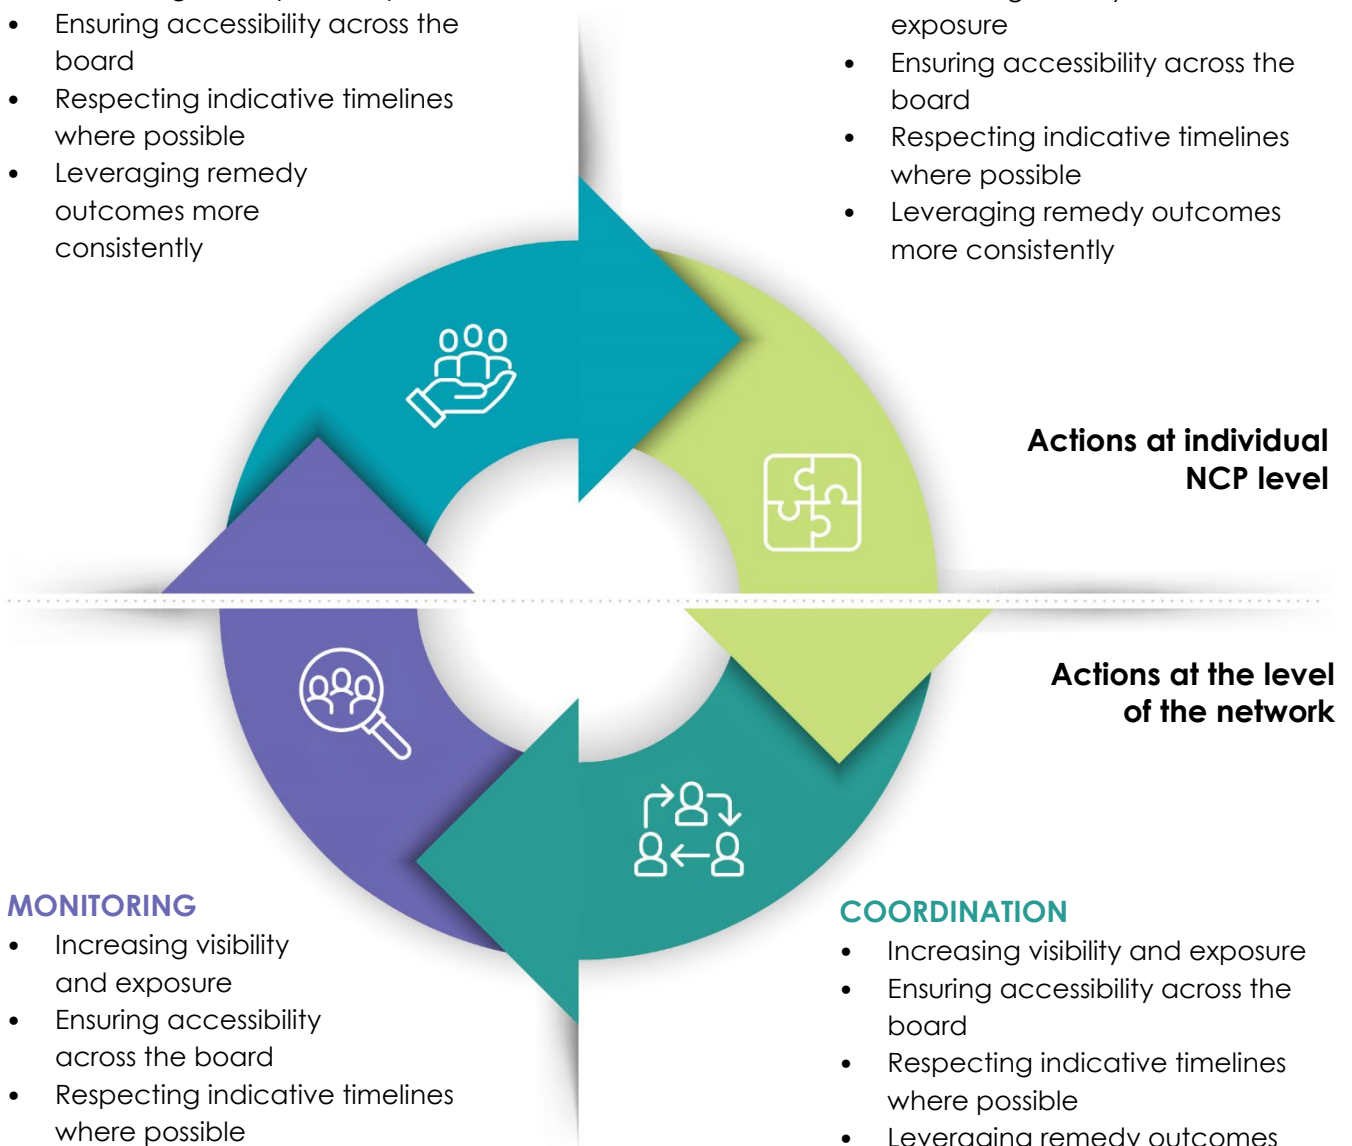 • Ensuring accessibility across the
board
• Respecting indicative timelines
where possible
• Leveraging remedy
outcomes more
consistently
exposure
• Ensuring accessibility across the
board
• Respecting indicative timelines
where possible
• Leveraging remedy outcomes
more consistently
Actions at individual
NCP level
Actions at the level
of the network
MONITORING
• Increasing visibility
and exposure
• Ensuring accessibility
across the board
• Respecting indicative timelines
where possible
COORDINATION
• Increasing visibility and exposure
• Ensuring accessibility across the
board
• Respecting indicative timelines
where possible
• Leveraging remedy outcomes